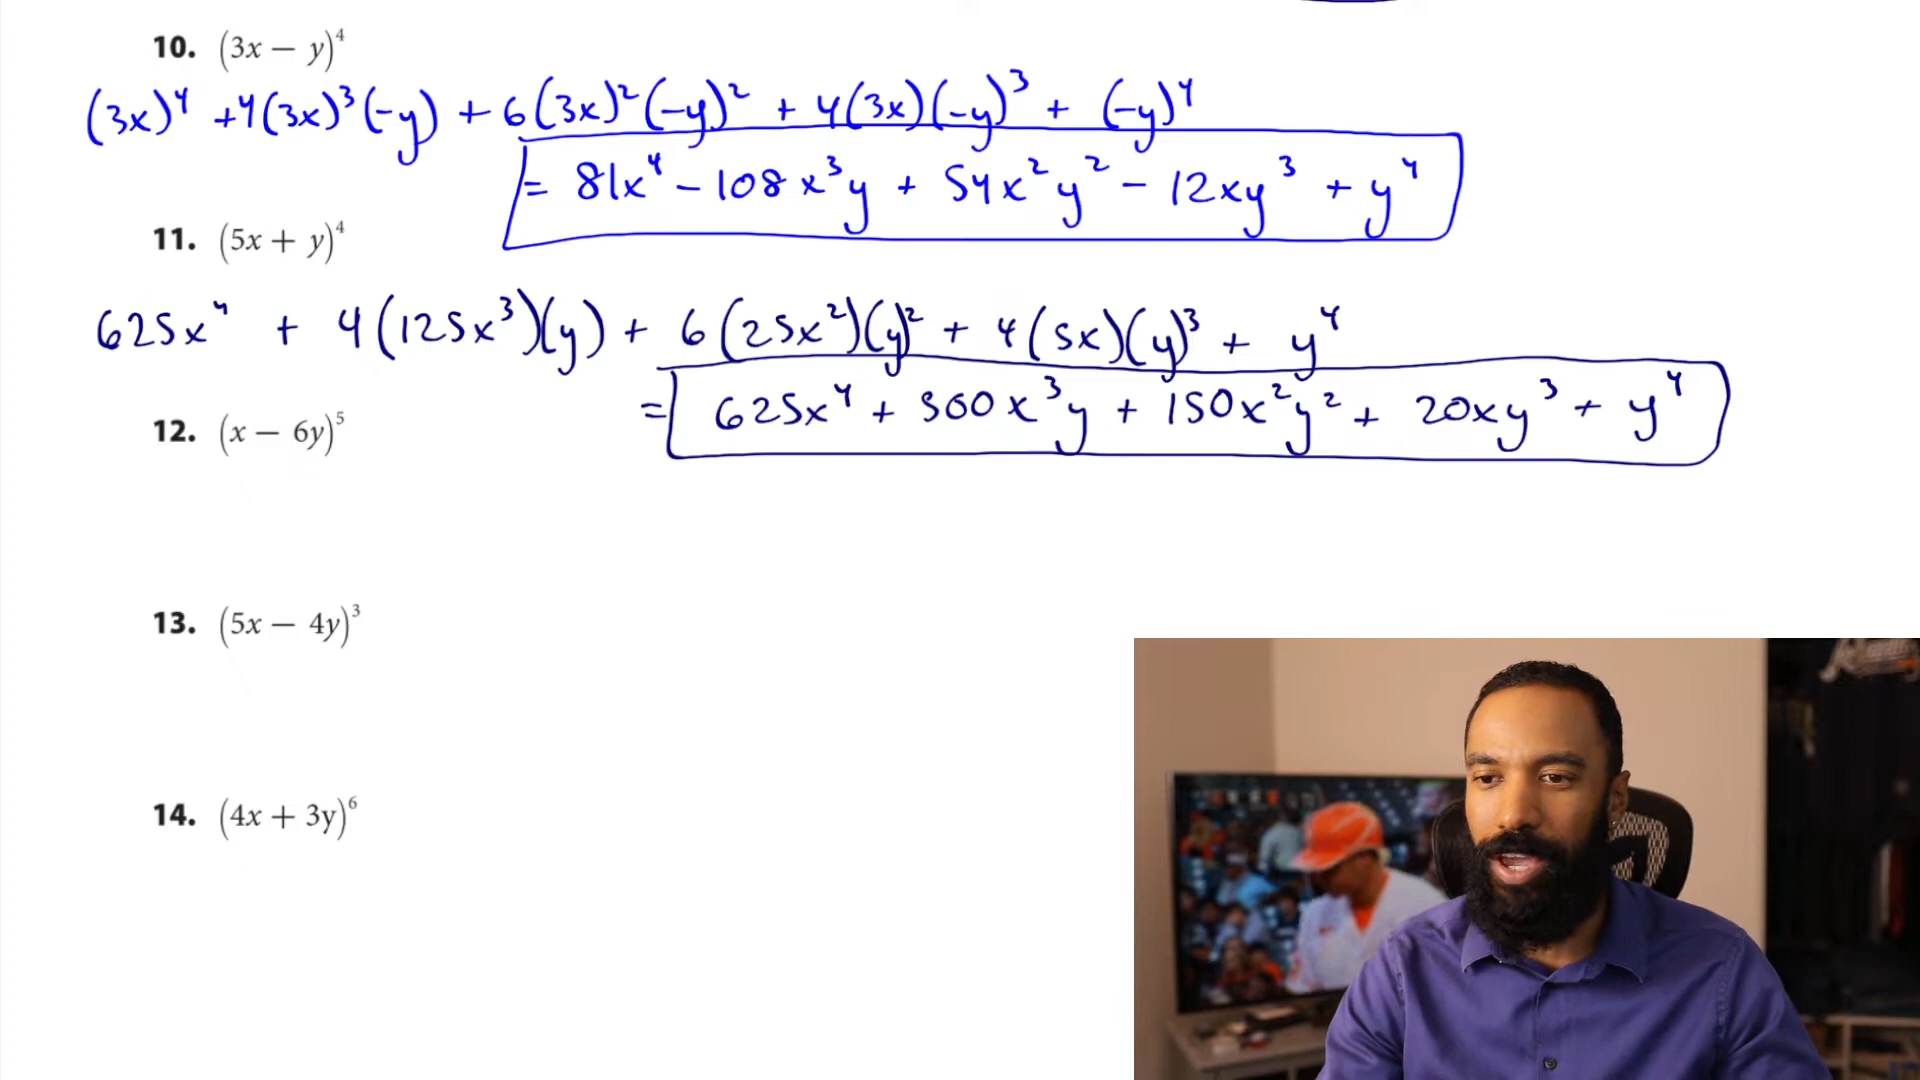 10. (3x − y)⁴
(3x)⁴ + 4(3x)³(-y) + 6(3x)²(-y)² + 4(3x)(-y)³ + (-y)⁴
= 81x⁴ - 108x³y + 54x²y² - 12xy³ + y⁴
11. (5x + y)⁴
625x⁴ + 4(125x³)(y) + 6(25x²)(y)² + 4(5x)(y)³ + y⁴
= 625x⁴ + 500x³y + 150x²y² + 20xy³ + y⁴
12. (x − 6y)⁵
13. (5x − 4y)³
14. (4x + 3y)⁶